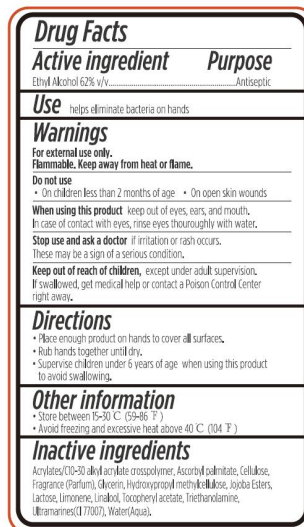 Drug Facts
Active ingredient Purpose
Ethyl Alcohol 62% v/v......................................................Antiseptic
Use helps eliminate bacteria on hands
Warnings
For external use only.
Flammable. Keep away from heat or flame.
Do not use
• On children less than 2 months of age • On open skin wounds
When using this product keep out of eyes, ears, and mouth.
In case of contact with eyes, rinse eyes thouroughly with water.
Stop use and ask a doctor if irritation or rash occurs.
These may be a sign of a serious condition.
Keep out of reach of children, except under adult supervision.
If swallowed, get medical help or contact a Poison Control Center
right away.
Directions
• Place enough product on hands to cover all surfaces.
• Rub hands together until dry.
• Supervise children under 6 years of age when using this product
to avoid swallowing.
Other information
• Store between 15-30℃ (59-86℉)
• Avoid freezing and excessive heat above 40℃ (104℉)
Inactive ingredients
Acrylates/C10-30 alkyl acrylate crosspolymer, Ascorbyl palmitate, Cellulose,
Fragrance (Parfum), Glycerin, Hydroxypropyl methylcellulose, Jojoba Esters,
Lactose, Limonene, Linalool, Tocopheryl acetate, Triethanolamine,
Ultramarines(CI 77007), Water(Aqua).